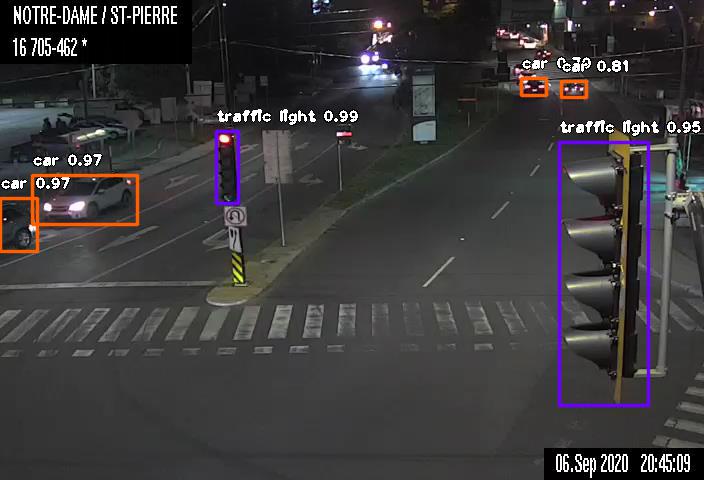 NOTRE-DAME / ST-PIERRE
16 705-462 *
car 0.81
traffic light 0.99
traffic light 0.95
car 0.97
car 0.97
06.Sep 2020 20:45:09